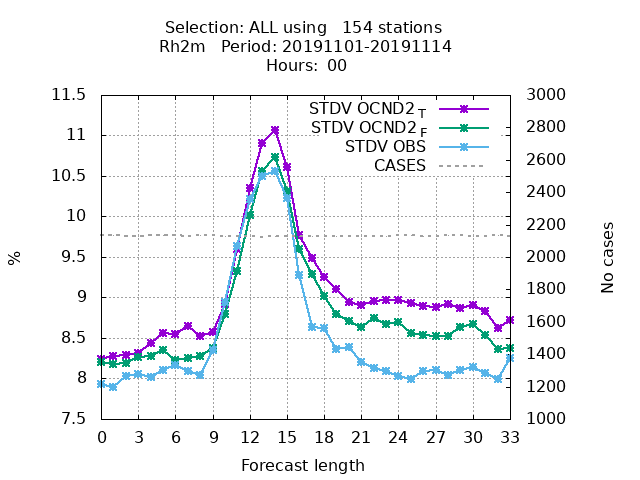 Selection: ALL using   154 stations
Rh2m   Period: 20191101-20191114
Hours: 00
11.5
11
10.5
10
9.5
9
8.5
8
7.5
%
STDV OCND2 T
STDV OCND2 F
STDV OBS
CASES
3000
2800
2600
2400
2200
2000
1800
1600
1400
1200
1000
No cases
0 3 6 9 12 15 18 21 24 27 30 33
Forecast length